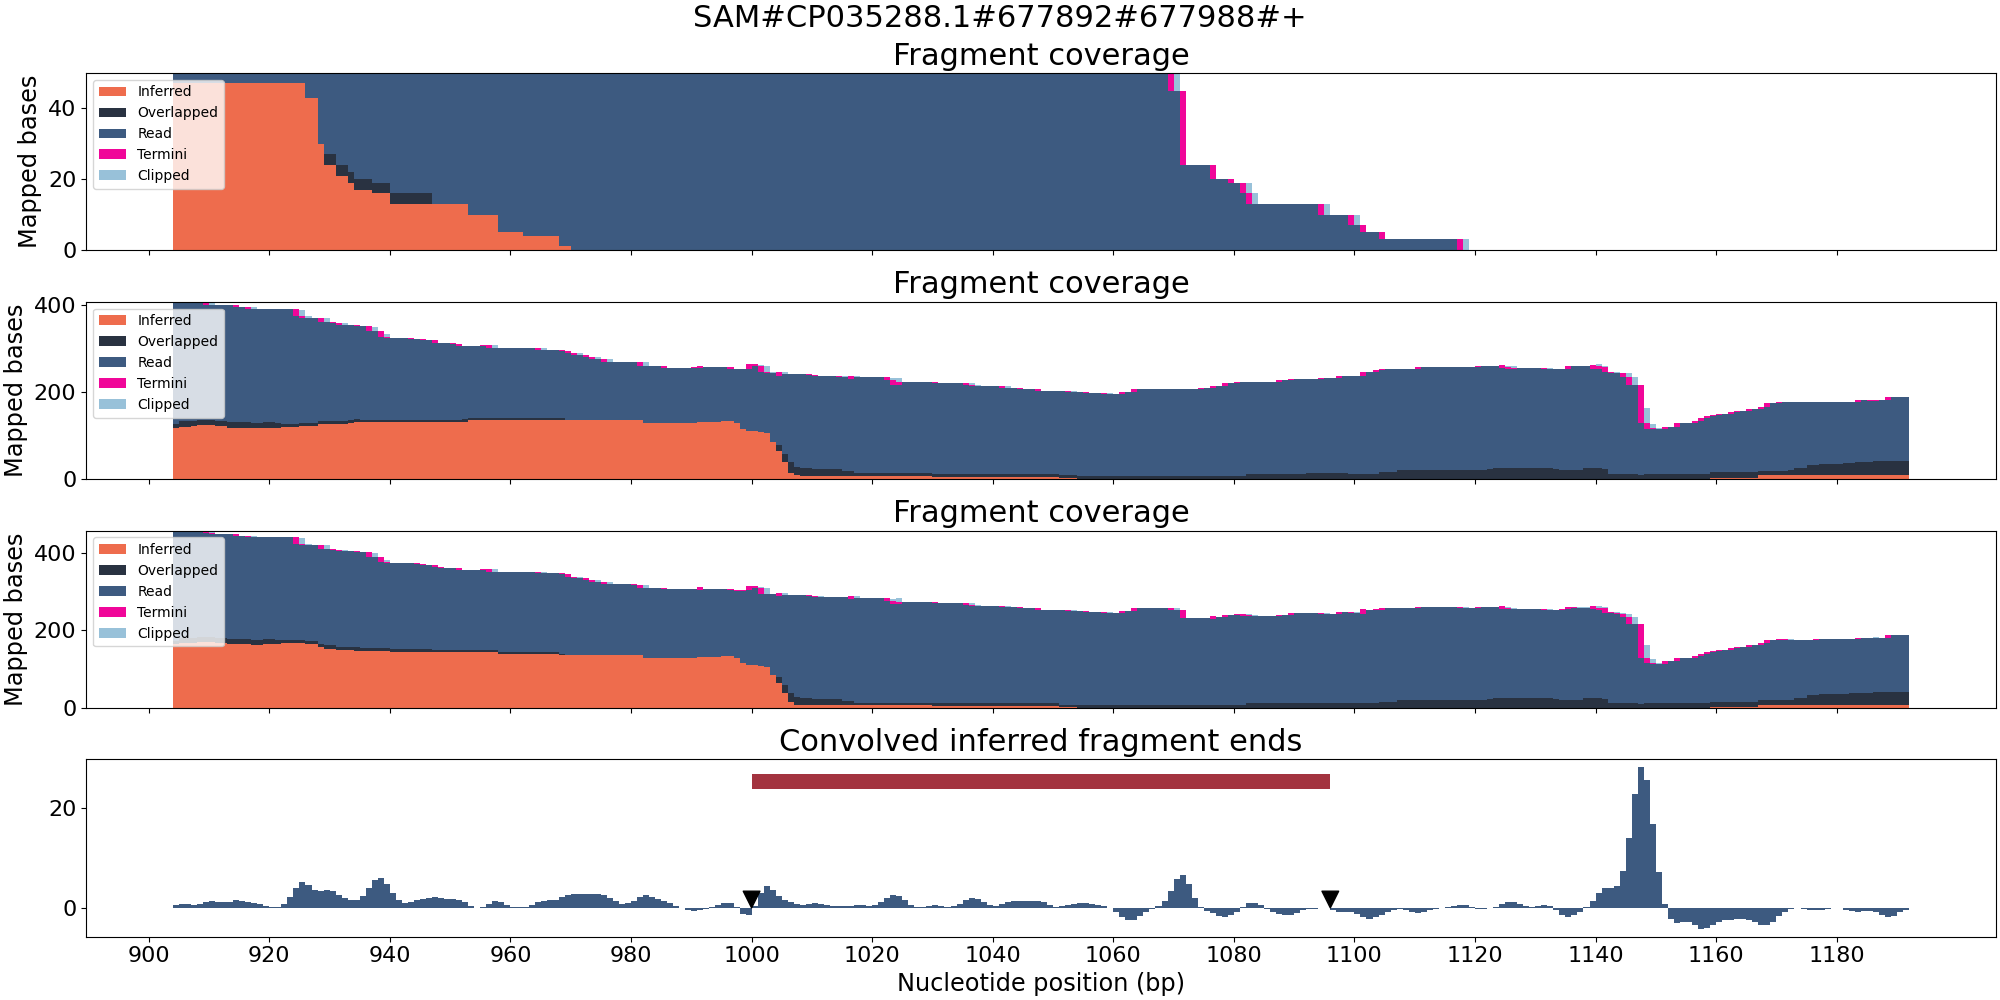 SAM#CP035288.1#677892#677988#+
Fragment coverage
Mapped bases
40
20
0
Inferred
Overlapped
Read
Termini
Clipped
Fragment coverage
Mapped bases
400
200
0
Inferred
Overlapped
Read
Termini
Clipped
Fragment coverage
Mapped bases
400
200
0
Inferred
Overlapped
Read
Termini
Clipped
Convolved inferred fragment ends
20
0
900 920 940 960 980 1000 1020 1040 1060 1080 1100 1120 1140 1160 1180
Nucleotide position (bp)